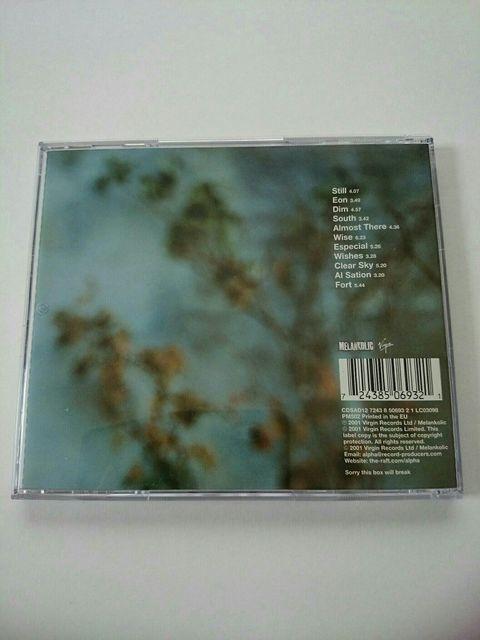 Still 4.07
Eon 3.49
Dim 4.57
South 3.42
Almost There 4.36
Wise 6.23
Especial 5.26
Wishes 3.28
Clear Sky 5.20
Al Sation 3.20
Fort 5.44
MELANKOLIC Virgin
7 24385 06932 1
CDSAD12 7243 8 50693 2 1 LC03098
PM502 Printed in the EU
℗ 2001 Virgin Records Ltd / Melankolic
© 2001 Virgin Records Limited. This
label copy is the subject of copyright
protection. All rights reserved.
© 2001 Virgin Records Ltd / Melankolic
Email: alpha@record-producers.com
Website: the-raft.com/alpha
Sorry this box will break